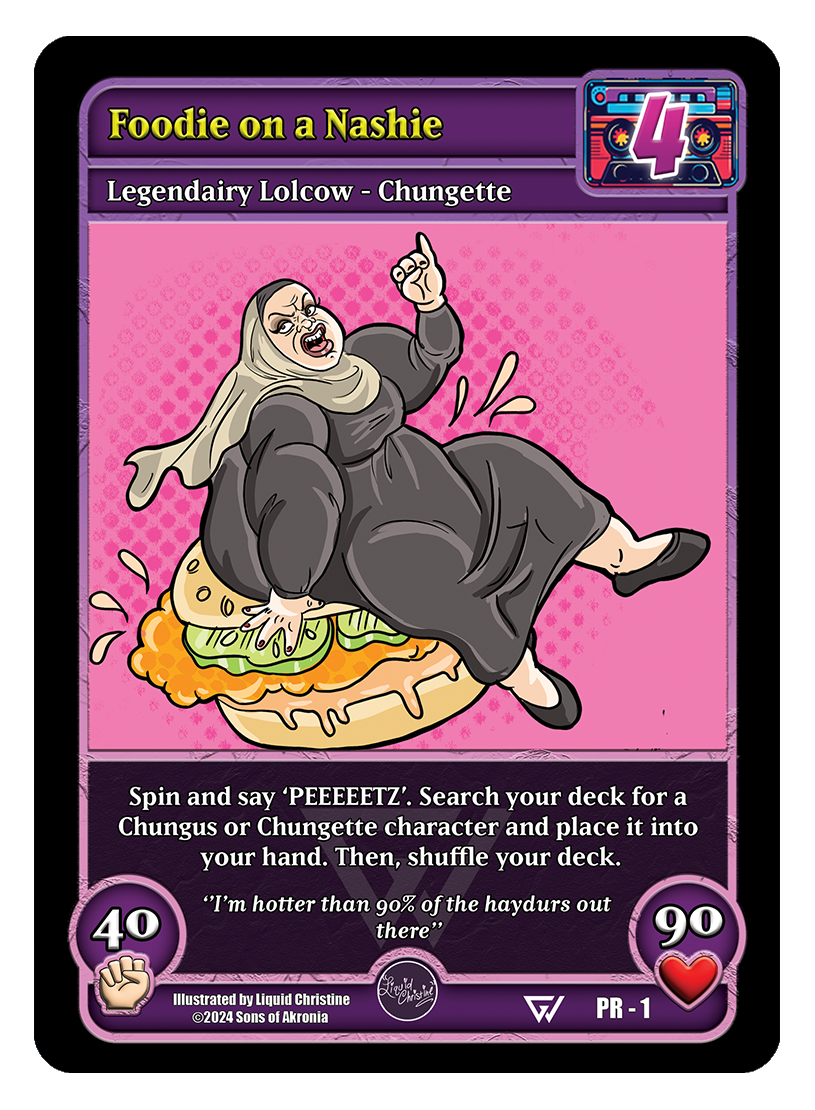 Foodie on a Nashie
4
Legendairy Lolcow - Chungette
Spin and say ‘PEEEEETZ’. Search your deck for a
Chungus or Chungette character and place it into
your hand. Then, shuffle your deck.
‘’I'm hotter than 90% of the haydurs out
there’’
40
90
Liquid
Christine
Illustrated by Liquid Christine
©2024 Sons of Akronia
PR - 1